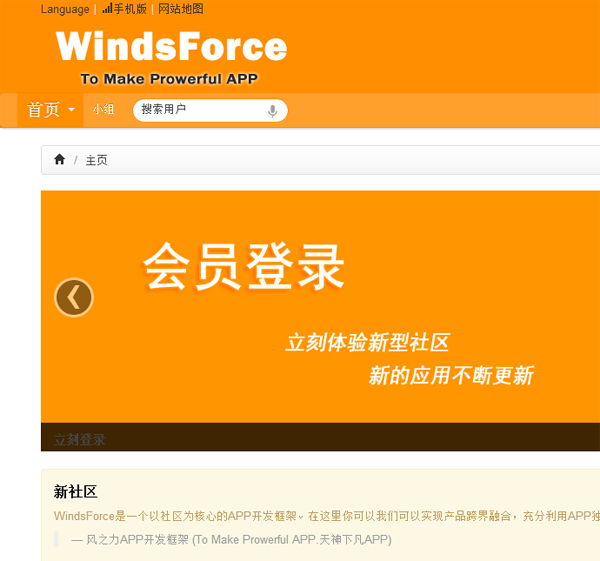 Language | 手机版 | 网站地图
WindsForce
To Make Prowerful APP
首页 小组 搜索用户
/ 主页
会员登录
立刻体验新型社区
新的应用不断更新
立刻登录
新社区
WindsForce是一个以社区为核心的APP开发框架。在这里你可以我们可以实现产品跨界融合，充分利用APP独
— 风之力APP开发框架 (To Make Prowerful APP.天神下凡APP)